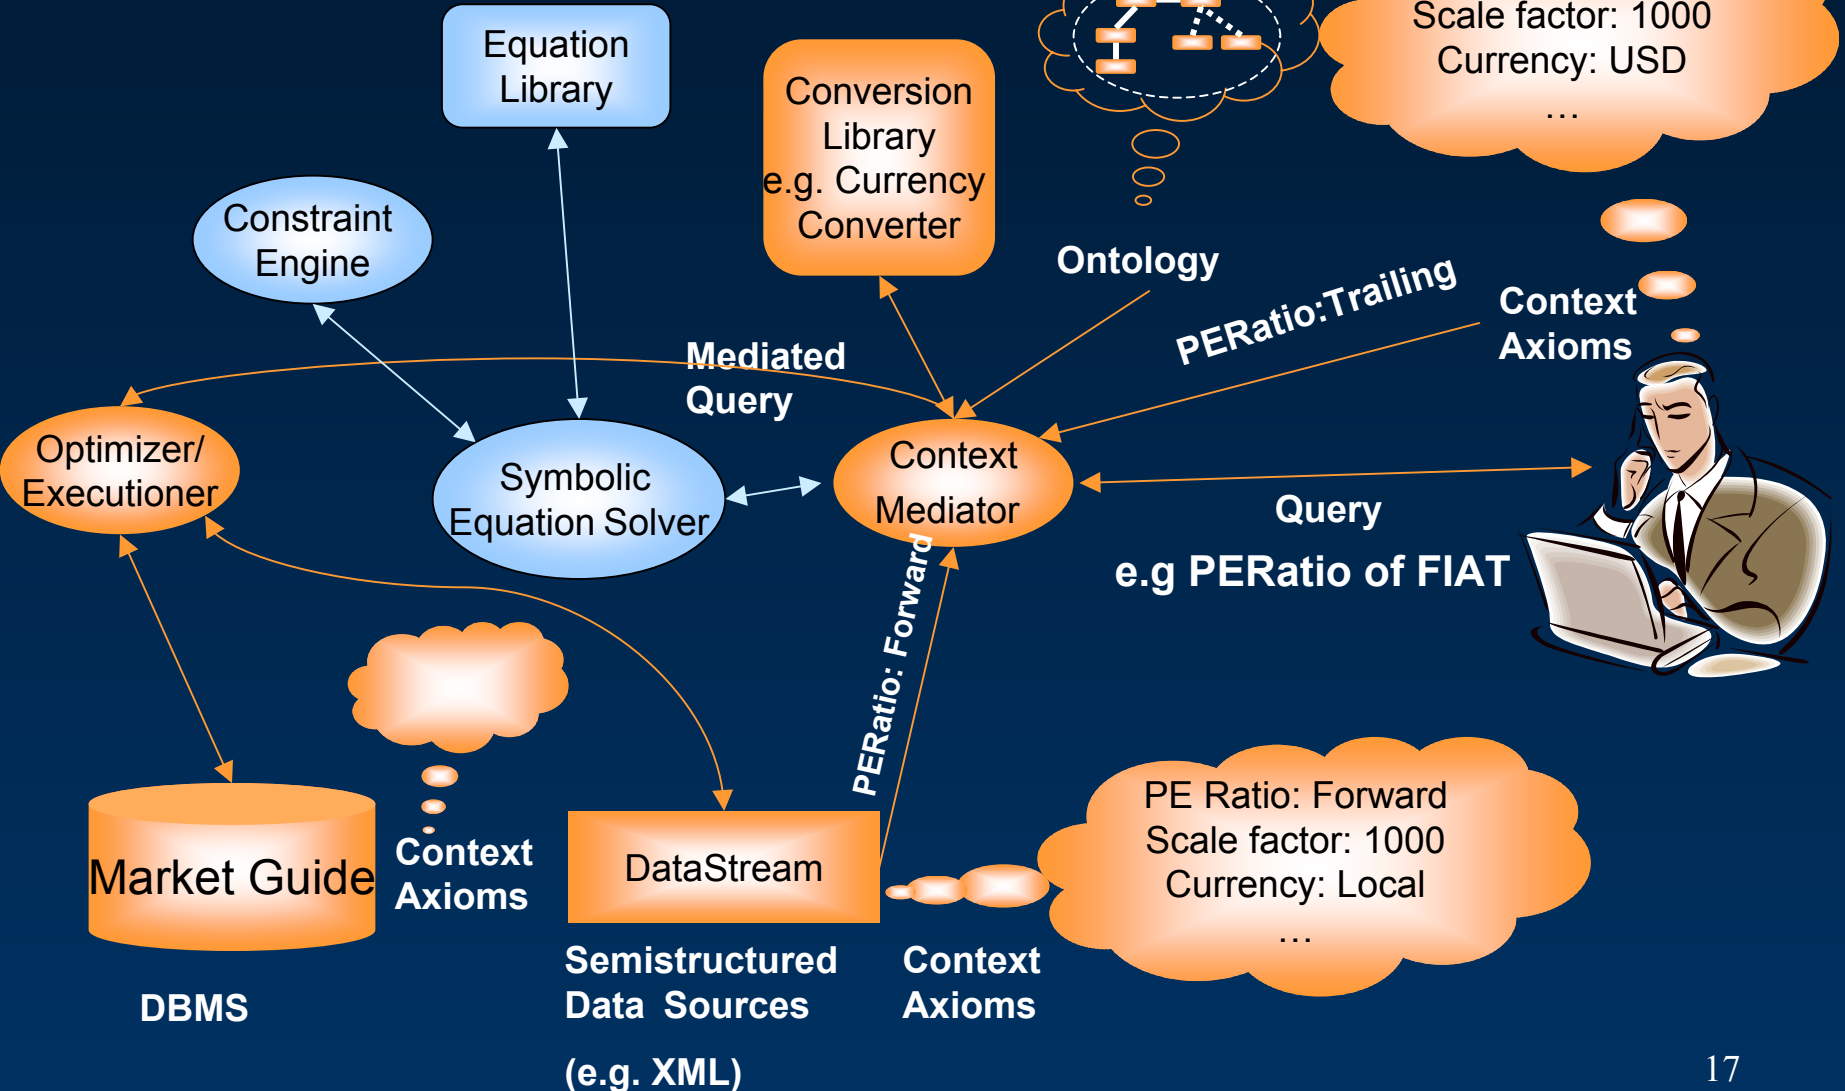 Scale factor: 1000
Currency: USD
…
Equation
Library
Conversion
Library
e.g. Currency
Converter
Constraint
Engine
Ontology
PERatio:Trailing
Context
Axioms
Mediated
Query
Optimizer/
Executioner
Symbolic
Equation Solver
Context
Mediator
Query
e.g PERatio of FIAT
PERatio: Forward
Market Guide
Context
Axioms
DataStream
PE Ratio: Forward
Scale factor: 1000
Currency: Local
…
DBMS
Semistructured
Data Sources
(e.g. XML)
Context
Axioms
17